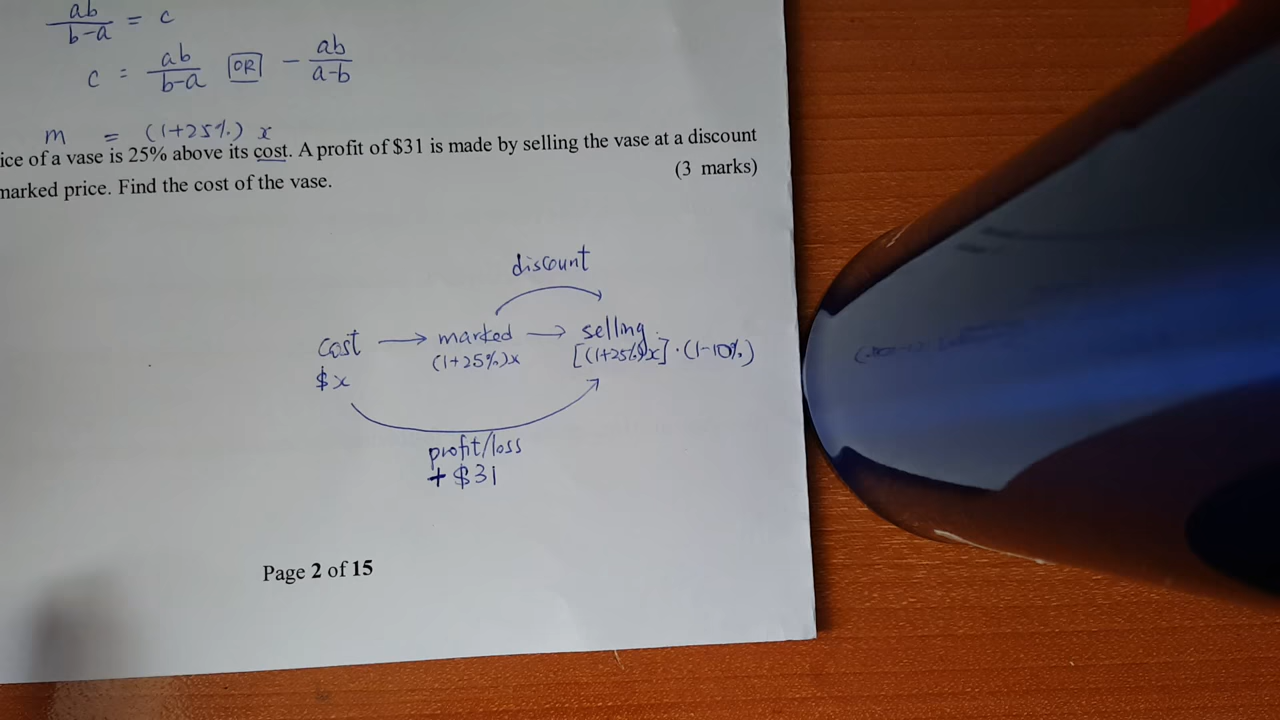 ab/(b-a) = c
c = ab/(b-a) OR - ab/(a-b)
m = (1+25%) x
ice of a vase is 25% above its cost. A profit of $31 is made by selling the vase at a discount
marked price. Find the cost of the vase.
(3 marks)
discount
cost → marked → selling
$x (1+25%)x [(1+25%)x]·(1-10%)
profit/loss
+ $31
Page 2 of 15